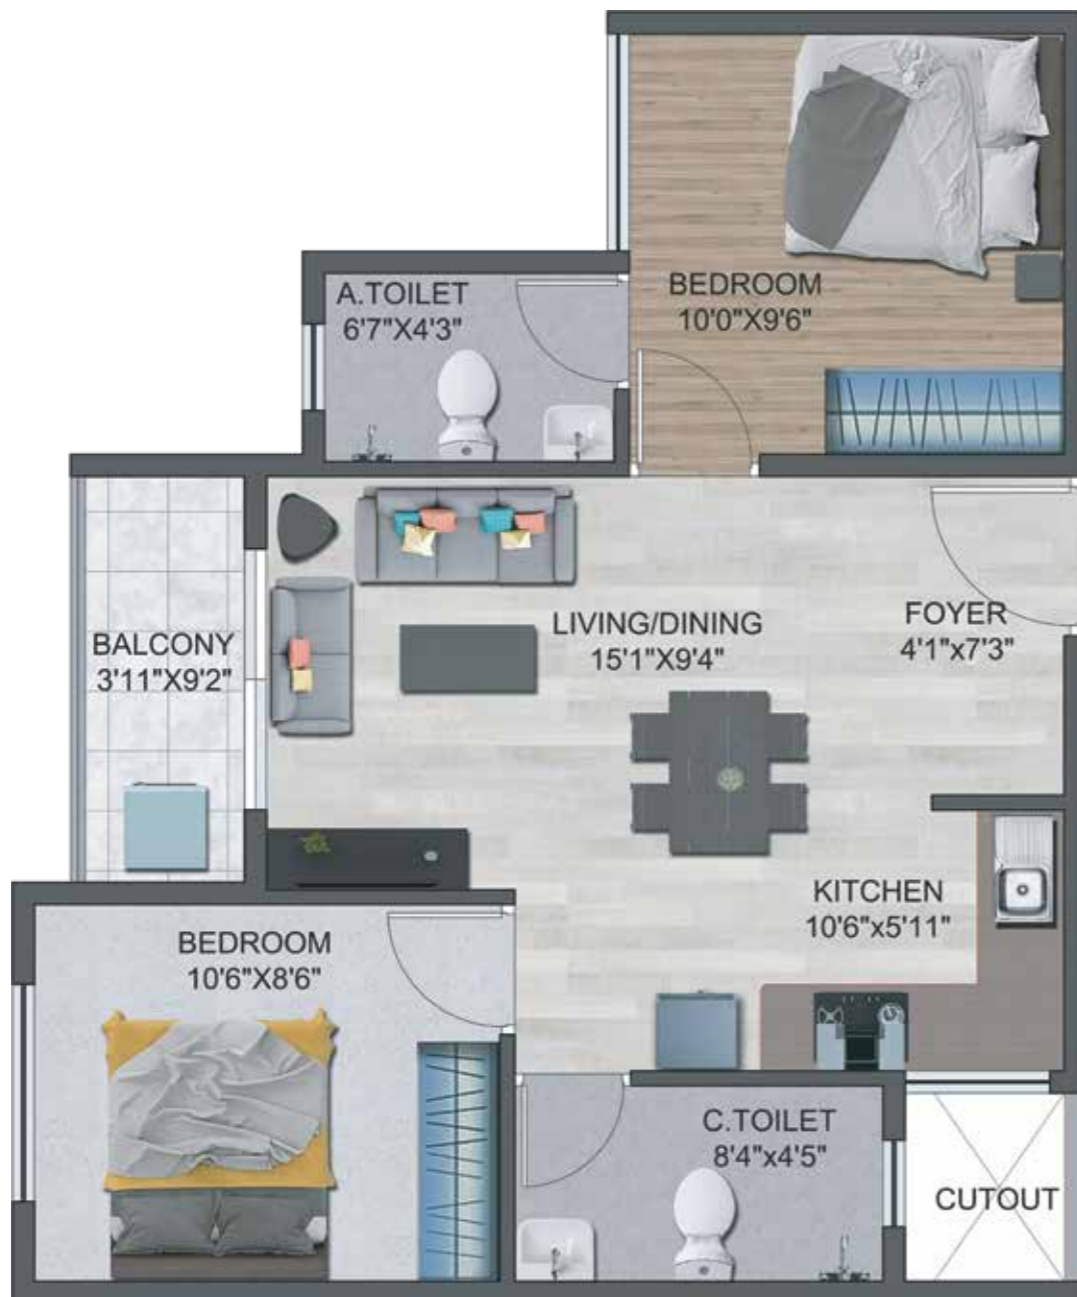 BEDROOM
10'0"X9'6"
A.TOILET
6'7"X4'3"
LIVING/DINING
15'1"X9'4"
FOYER
4'1"x7'3"
BALCONY
3'11"X9'2"
KITCHEN
10'6"x5'11"
BEDROOM
10'6"X8'6"
C.TOILET
8'4"x4'5"
CUTOUT